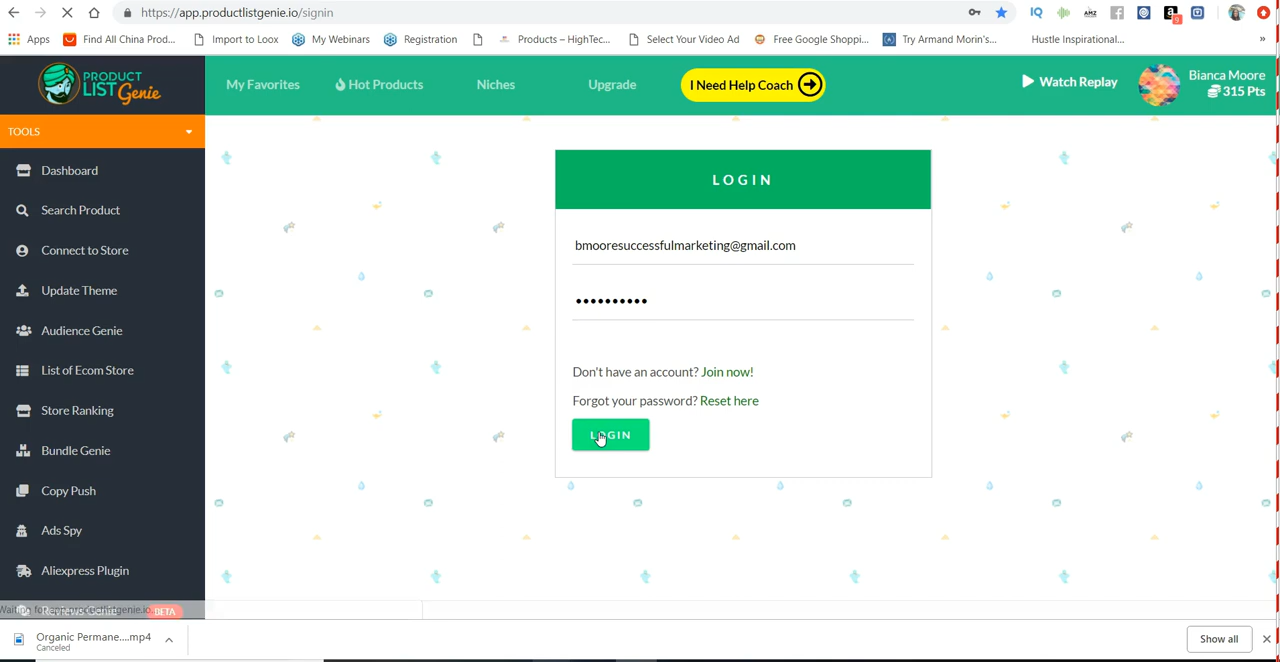 https://app.productlistgenie.io/signin
IQ
AMZ
a
9
Apps
Find All China Prod...
Import to Loox
My Webinars
Registration
Products – HighTec...
Select Your Video Ad
Free Google Shoppi...
Try Armand Morin's...
Hustle Inspirational...
»
PRODUCT
LIST Genie
My Favorites
Hot Products
Niches
Upgrade
I Need Help Coach
Watch Replay
Bianca Moore
315 Pts
TOOLS
Dashboard
Search Product
Connect to Store
Update Theme
Audience Genie
List of Ecom Store
Store Ranking
Bundle Genie
Copy Push
Ads Spy
Aliexpress Plugin
Reviews Genie
BETA
LOGIN
bmooresuccessfulmarketing@gmail.com
••••••••••
Don't have an account? Join now!
Forgot your password? Reset here
LOGIN
Organic Permane....mp4
Canceled
Show all